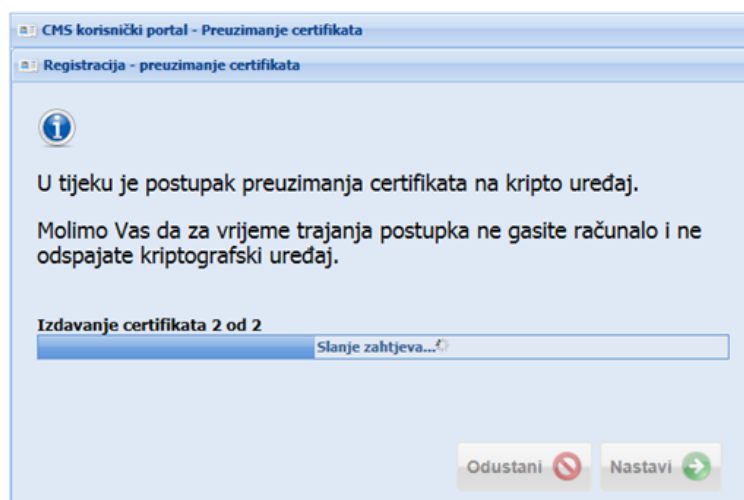 CMS korisnički portal - Preuzimanje certifikata
Registracija - preuzimanje certifikata
U tijeku je postupak preuzimanja certifikata na kripto uređaj.
Molimo Vas da za vrijeme trajanja postupka ne gasite računalo i ne
odspajate kriptografski uređaj.
Izdavanje certifikata 2 od 2
Slanje zahtjeva...
Odustani
Nastavi